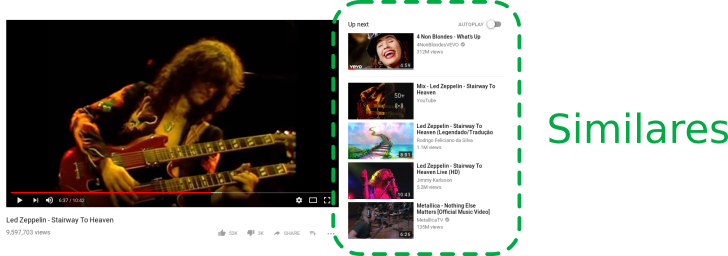 6:37 / 10:42
Led Zeppelin - Stairway To Heaven
9,597,703 views
52K
3K
SHARE
Up next
AUTOPLAY
vevo
4:59
4 Non Blondes - What's Up
4NonBlondesVEVO
312M views
50+
Mix - Led Zeppelin - Stairway To
Heaven
YouTube
8:03
Led Zeppelin - Stairway To
Heaven (Legendado/Tradução
Rodrigo Feliciano da Silva
1.1M views
10:43
Led Zeppelin - Stairway To
Heaven Live (HD)
Jimmy Karlsson
5.2M views
6:26
Metallica - Nothing Else
Matters [Official Music Video]
MetallicaTV
135M views
Similares